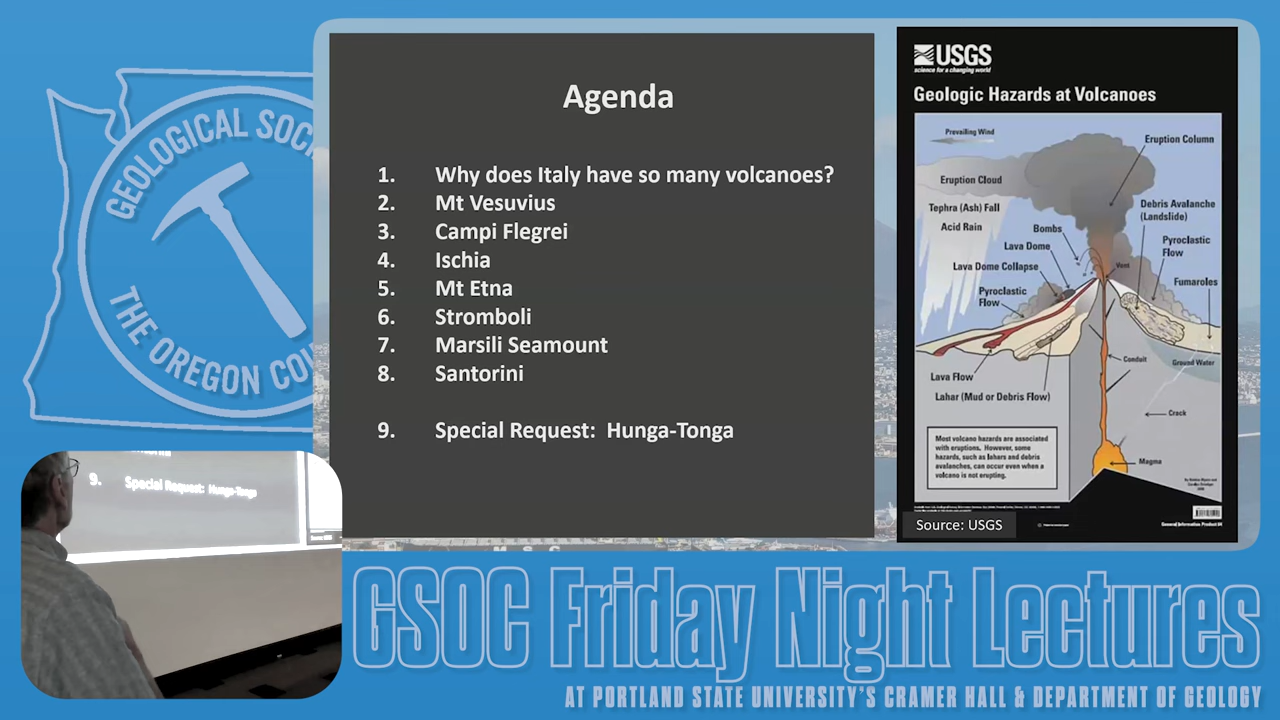 GEOLOGICAL SOC
THE OREGON CO
Agenda
1. Why does Italy have so many volcanoes?
2. Mt Vesuvius
3. Campi Flegrei
4. Ischia
5. Mt Etna
6. Stromboli
7. Marsili Seamount
8. Santorini
9. Special Request: Hunga-Tonga
USGS
science for a changing world
Geologic Hazards at Volcanoes
Prevailing Wind
Eruption Column
Eruption Cloud
Tephra (Ash) Fall
Acid Rain
Debris Avalanche
(Landslide)
Bombs
Lava Dome
Pyroclastic
Flow
Vent
Lava Dome Collapse
Fumaroles
Pyroclastic
Flow
Conduit
Ground Water
Lava Flow
Lahar (Mud or Debris Flow)
Crack
Most volcano hazards are associated
with eruptions. However, some
hazards, such as lahars and debris
avalanches, can occur even when a
volcano is not erupting.
Magma
Source: USGS
9. Special Request: Hunga-Tonga
GSOC Friday Night Lectures
AT PORTLAND STATE UNIVERSITY'S CRAMER HALL & DEPARTMENT OF GEOLOGY